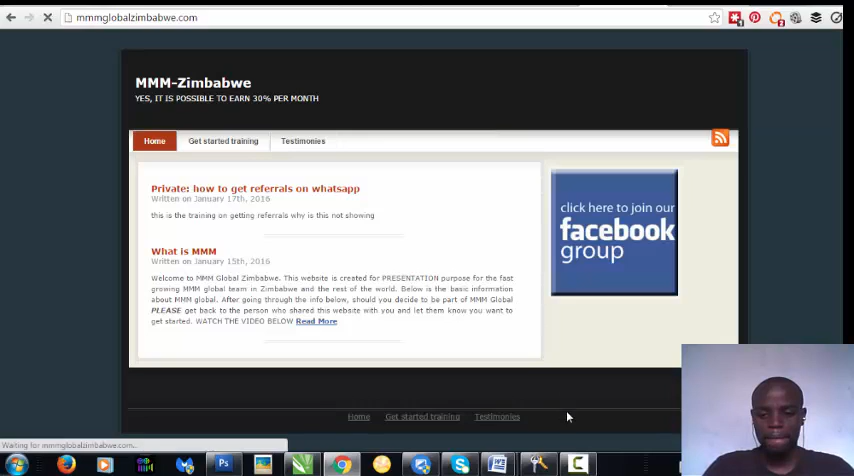 mmmglobalzimbabwe.com
MMM-Zimbabwe
YES, IT IS POSSIBLE TO EARN 30% PER MONTH
Home
Get started training
Testimonies
Private: how to get referrals on whatsapp
Written on January 17th, 2016
this is the training on getting referrals why is this not showing
What is MMM
Written on January 15th, 2016
Welcome to MMM Global Zimbabwe. This website is created for PRESENTATION purpose for the fast
growing MMM global team in Zimbabwe and the rest of the world. Below is the basic information
about MMM global. After going through the info below, should you decide to be part of MMM Global
PLEASE get back to the person who shared this website with you and let them know you want to
get started. WATCH THE VIDEO BELOW Read More
click here to join our
facebook
group
Home Get started training Testimonies
Waiting for mmmglobalzimbabwe.com...
Ps